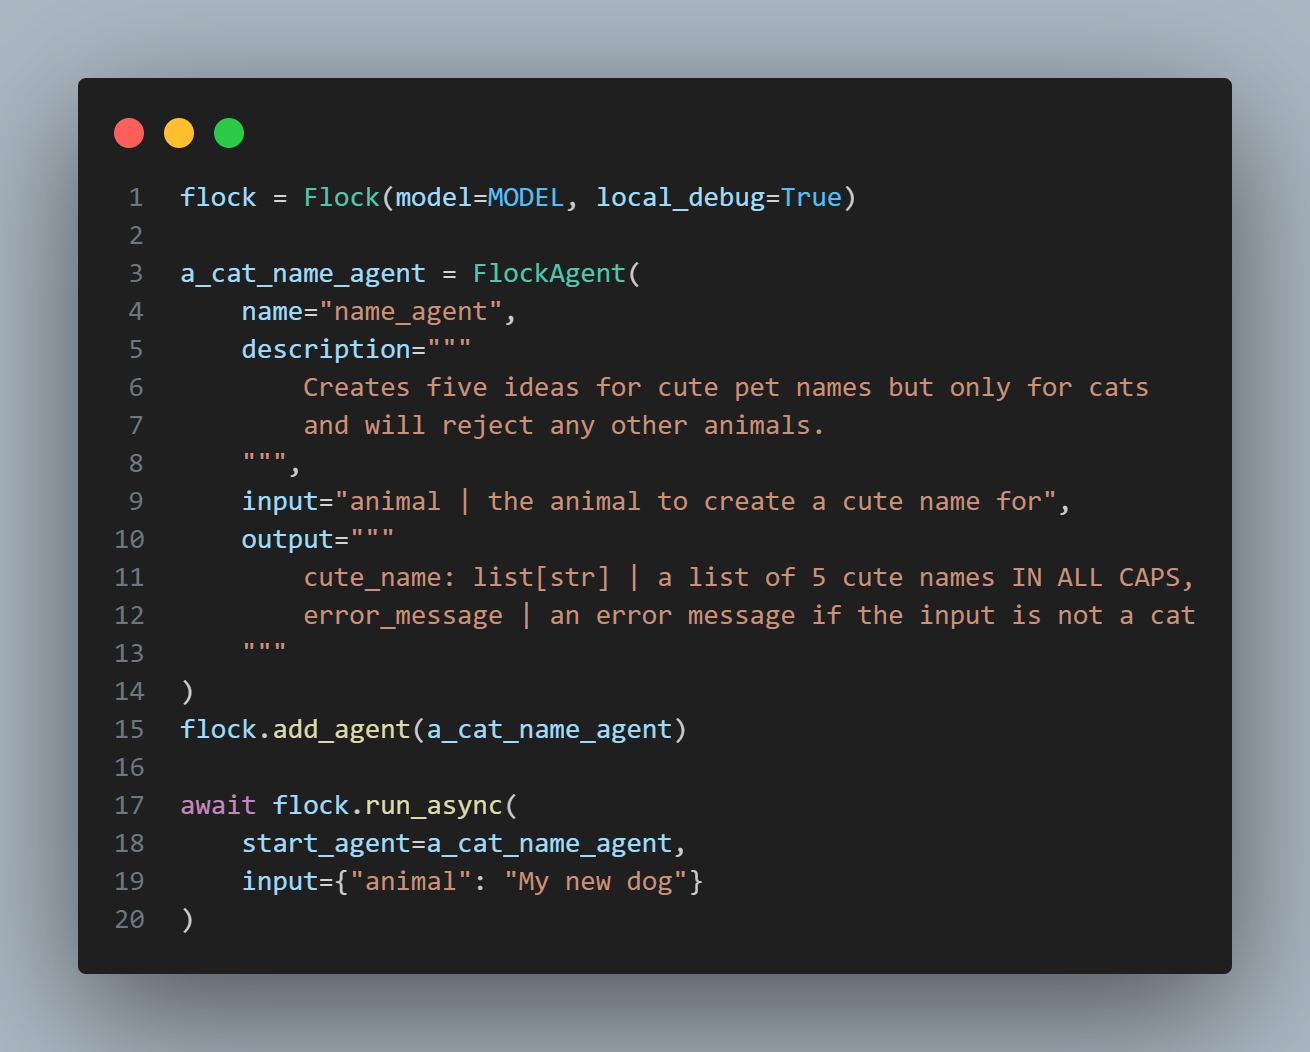 1 flock = Flock(model=MODEL, local_debug=True)
2
3 a_cat_name_agent = FlockAgent(
4     name="name_agent",
5     description="""
6         Creates five ideas for cute pet names but only for cats
7         and will reject any other animals.
8     """,
9     input="animal | the animal to create a cute name for",
10     output="""
11         cute_name: list[str] | a list of 5 cute names IN ALL CAPS,
12         error_message | an error message if the input is not a cat
13     """
14 )
15 flock.add_agent(a_cat_name_agent)
16
17 await flock.run_async(
18     start_agent=a_cat_name_agent,
19     input={"animal": "My new dog"}
20 )